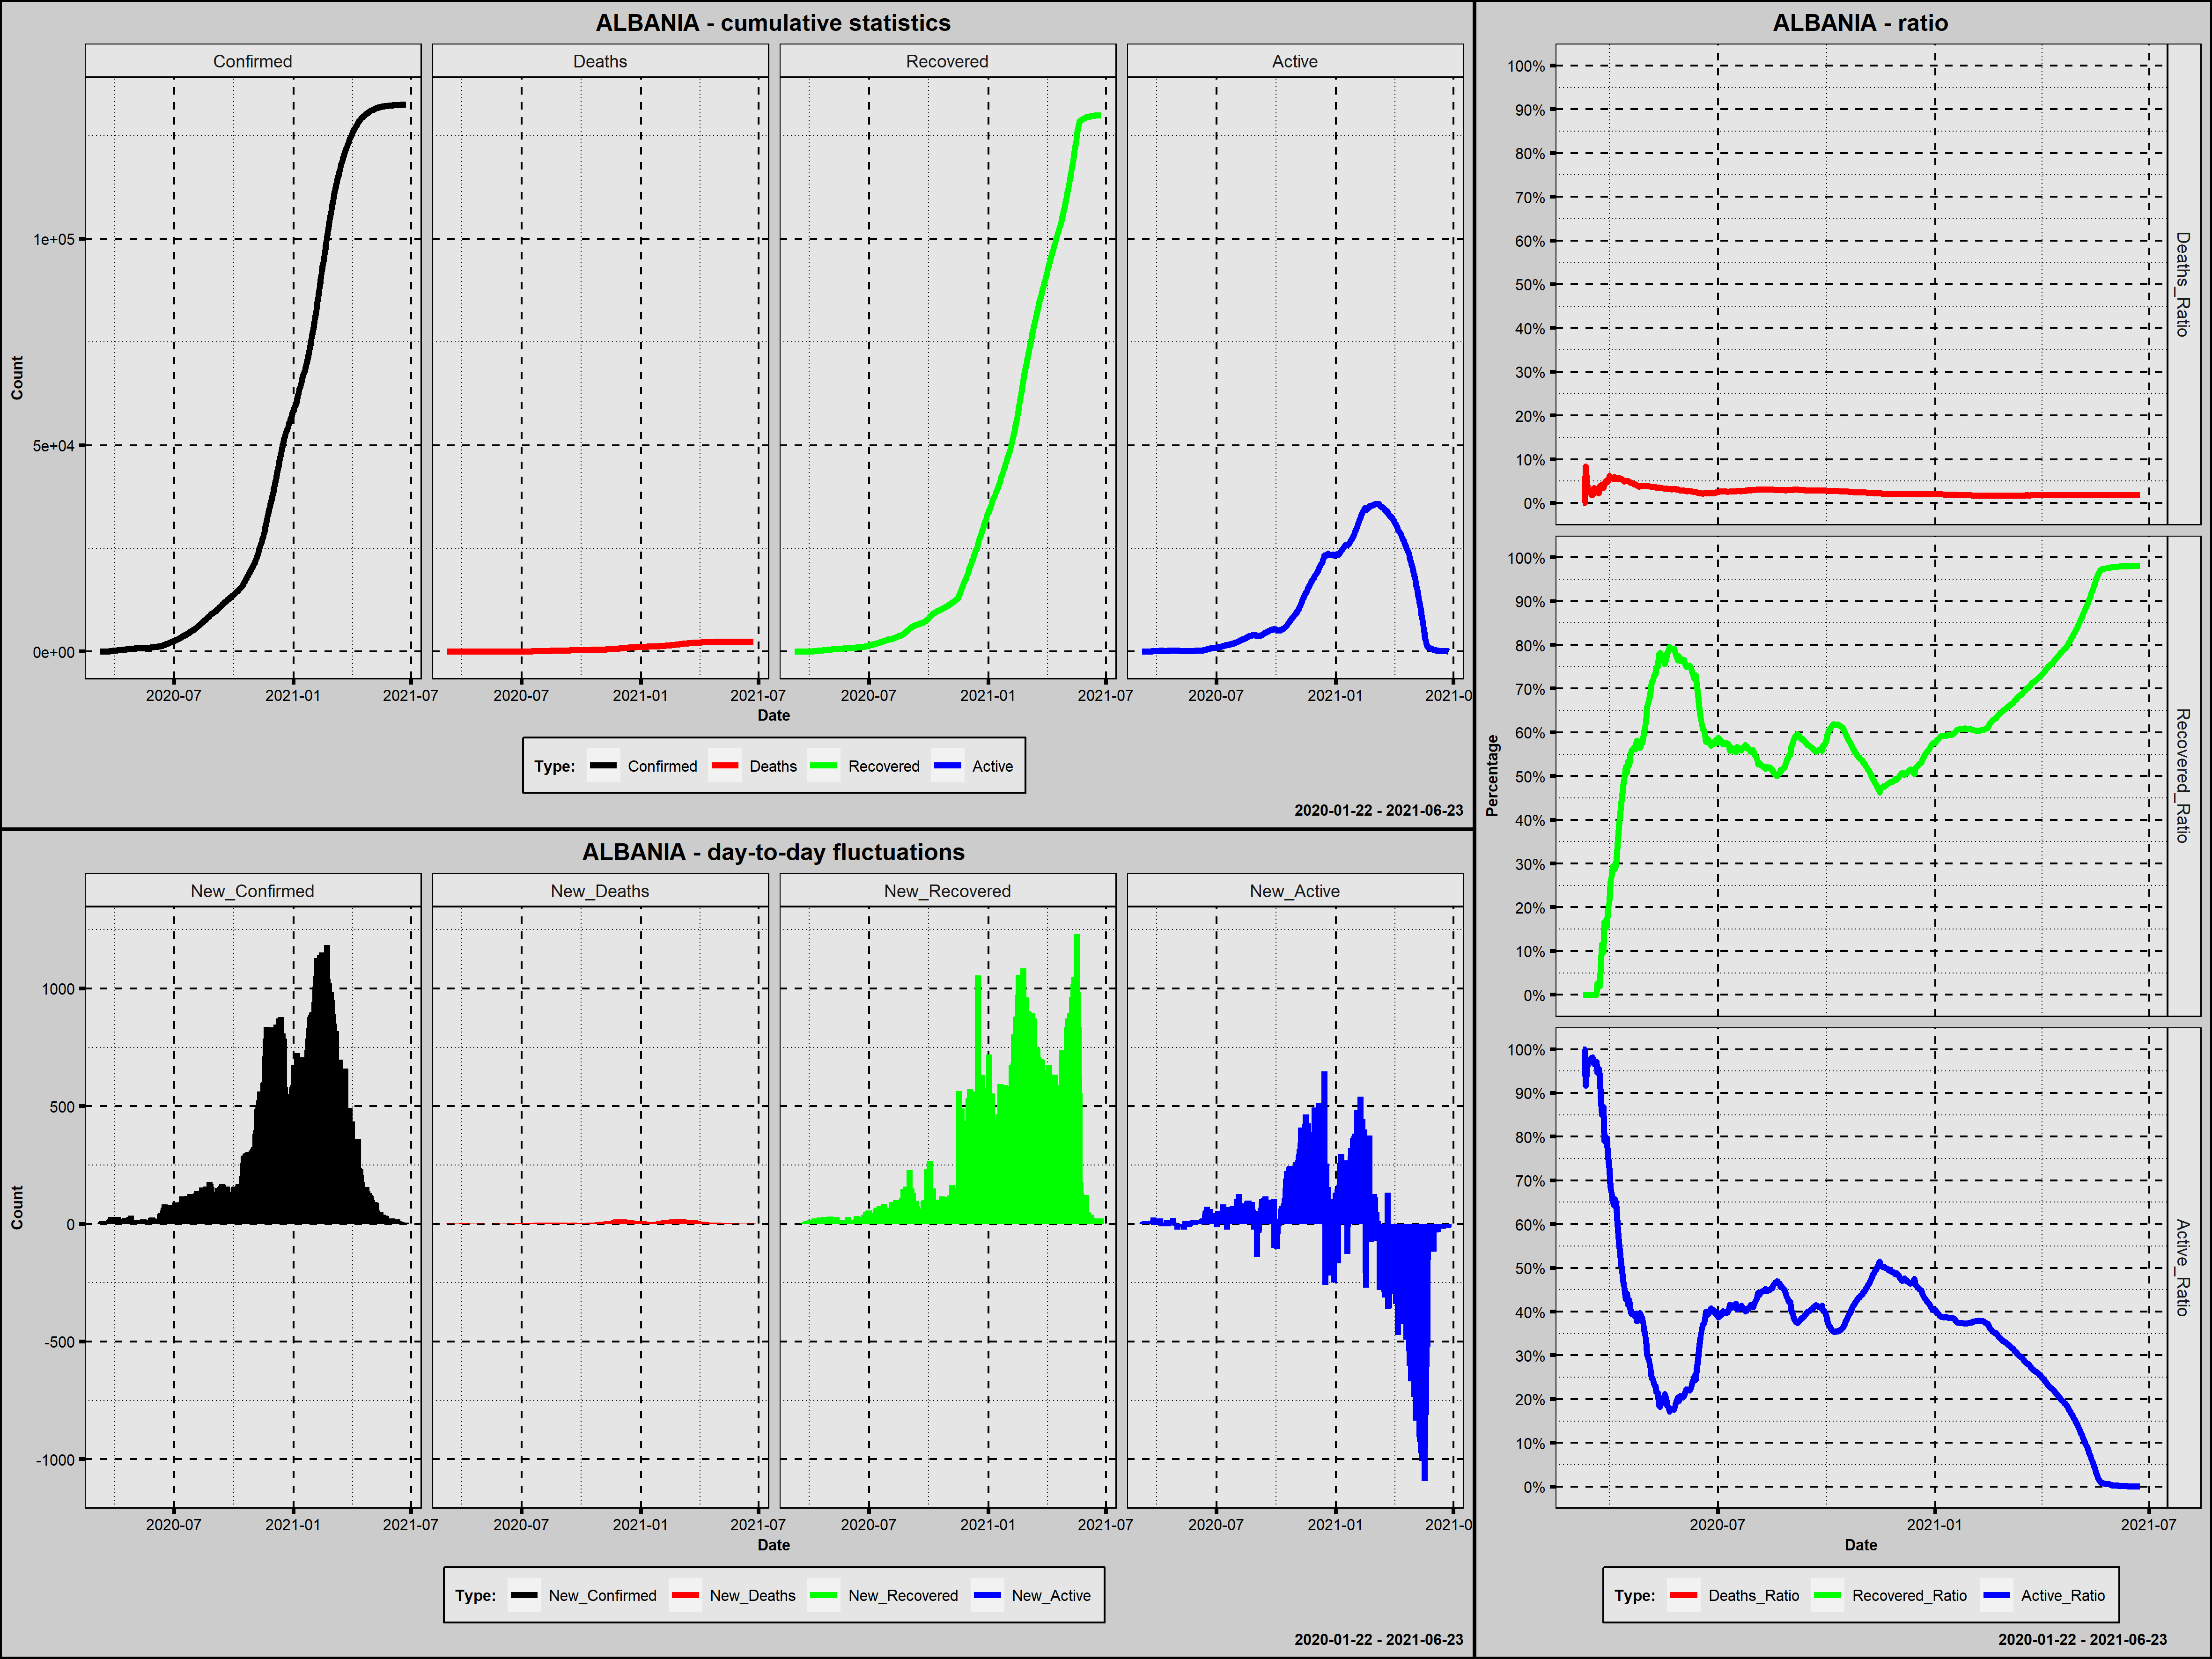 ALBANIA - cumulative statistics
Confirmed Deaths Recovered Active
Count
1e+05
5e+04
0e+00
2020-07 2021-01 2021-07 2020-07 2021-01 2021-07 2020-07 2021-01 2021-07 2020-07 2021-01 2021-0
Date
Type: Confirmed Deaths Recovered Active
2020-01-22 - 2021-06-23
ALBANIA - day-to-day fluctuations
New_Confirmed New_Deaths New_Recovered New_Active
Count
1000
500
0
-500
-1000
2020-07 2021-01 2021-07 2020-07 2021-01 2021-07 2020-07 2021-01 2021-07 2020-07 2021-01 2021-0
Date
Type: New_Confirmed New_Deaths New_Recovered New_Active
2020-01-22 - 2021-06-23
ALBANIA - ratio
Percentage
100%
90%
80%
70%
60%
50%
40%
30%
20%
10%
0%
Deaths_Ratio
100%
90%
80%
70%
60%
50%
40%
30%
20%
10%
0%
Recovered_Ratio
100%
90%
80%
70%
60%
50%
40%
30%
20%
10%
0%
Active_Ratio
2020-07 2021-01 2021-07
Date
Type: Deaths_Ratio Recovered_Ratio Active_Ratio
2020-01-22 - 2021-06-23